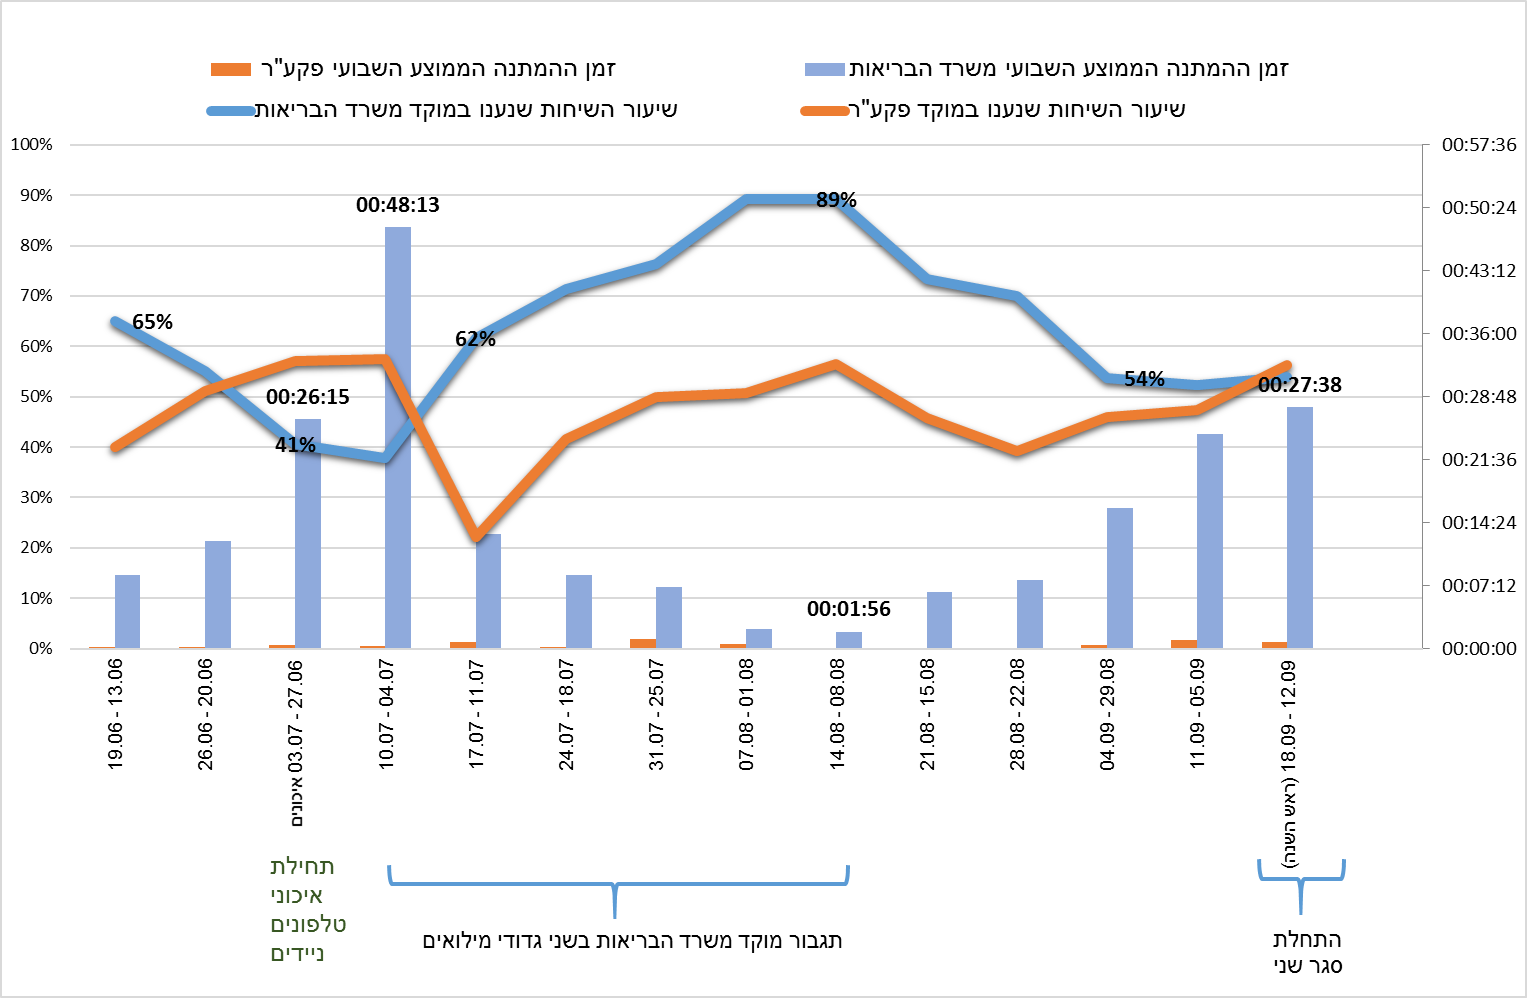 זמן ההמתנה הממוצע השבועי משרד הבריאות
זמן ההמתנה הממוצע השבועי פקע"ר
שיעור השיחות שנענו במוקד פקע"ר
שיעור השיחות שנענו במוקד משרד הבריאות
100%
90%
80%
70%
60%
50%
40%
30%
20%
10%
0%
00:57:36
00:50:24
00:43:12
00:36:00
00:28:48
00:21:36
00:14:24
00:07:12
00:00:00
65%
00:26:15
41%
00:48:13
62%
89%
00:01:56
54%
00:27:38
19.06 - 13.06
26.06 - 20.06
03.07 - 27.06 איכונים
10.07 - 04.07
17.07 - 11.07
24.07 - 18.07
31.07 - 25.07
07.08 - 01.08
14.08 - 08.08
21.08 - 15.08
28.08 - 22.08
04.09 - 29.08
11.09 - 05.09
18.09 - 12.09 (ראש השנה)
תחילת
איכוני
טלפונים
ניידים
תגבור מוקד משרד הבריאות בשני גדודי מילואים
התחלת
סגר שני